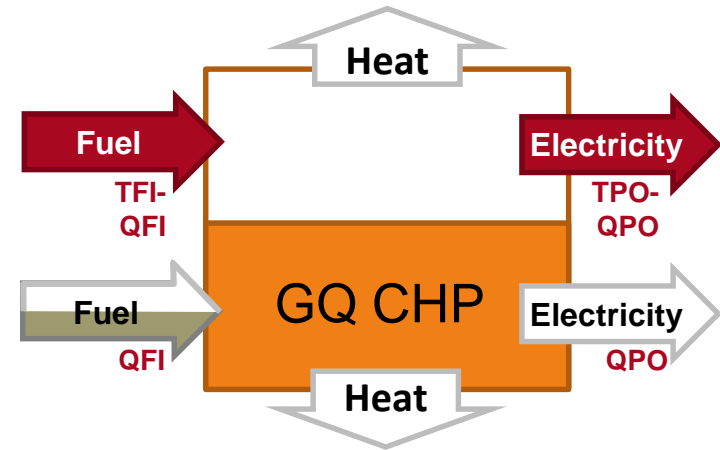 Heat
Fuel
Electricity
TFI-
QFI
TPO-
QPO
GQ CHP
Fuel
Electricity
QFI
QPO
Heat